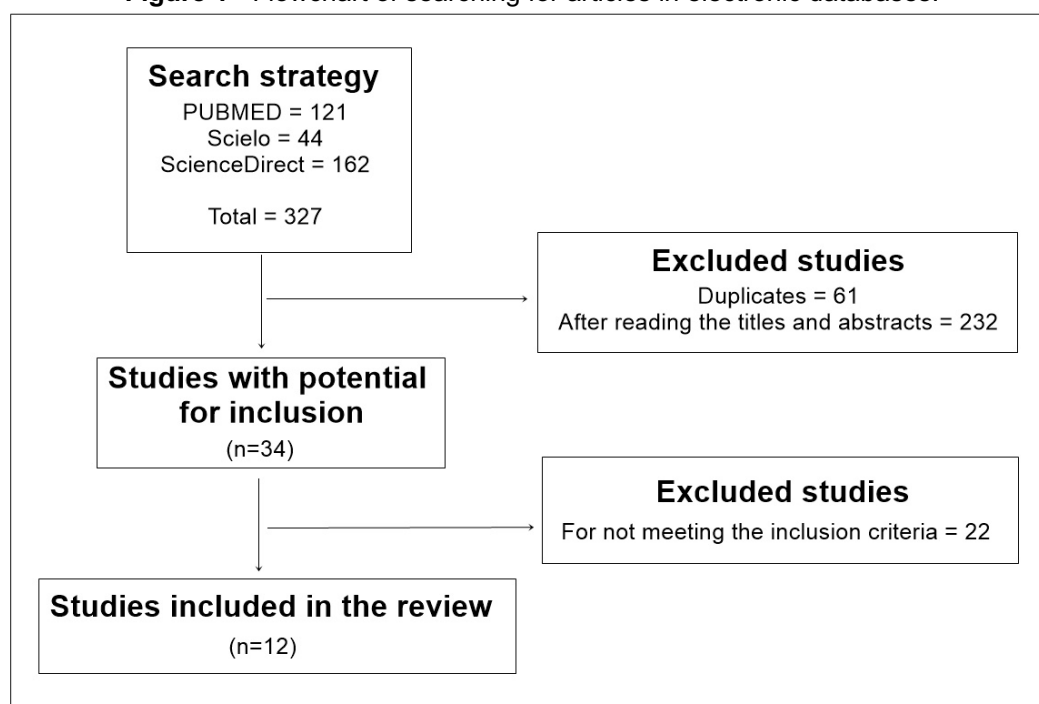 Search strategy
PUBMED = 121
Scielo = 44
ScienceDirect = 162
Total = 327
Excluded studies
Duplicates = 61
After reading the titles and abstracts = 232
Studies with potential
for inclusion
(n=34)
Excluded studies
For not meeting the inclusion criteria = 22
Studies included in the review
(n=12)